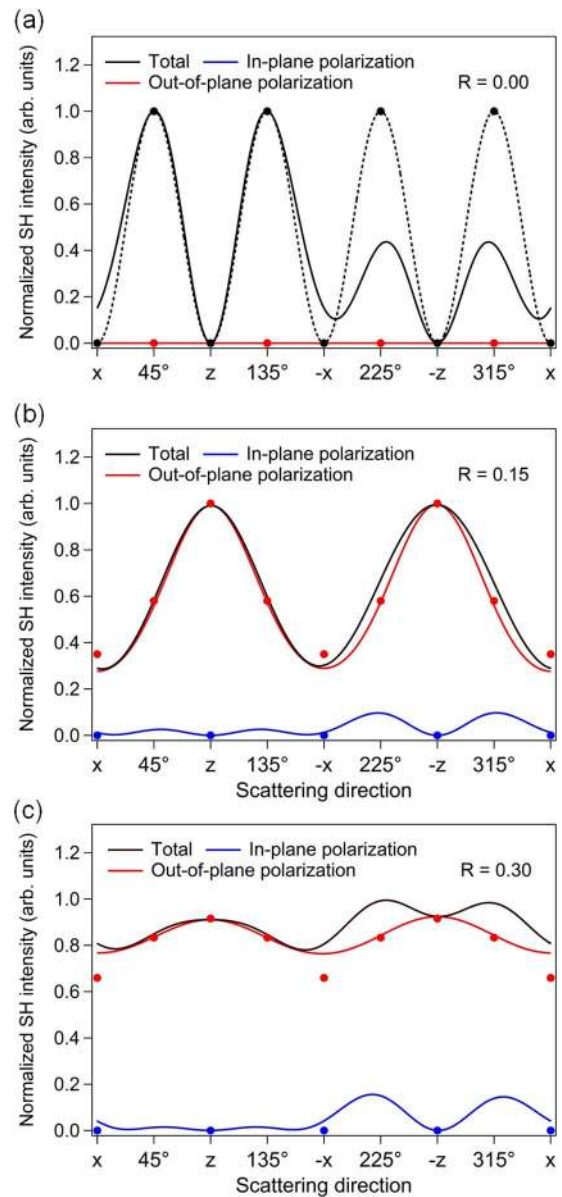 (a)
Normalized SH intensity (arb. units)
Total In-plane polarization
Out-of-plane polarization R = 0.00
1.2
1.0
0.8
0.6
0.4
0.2
0.0
x 45° z 135° -x 225° -z 315° x
(b)
Normalized SH intensity (arb. units)
Total In-plane polarization
Out-of-plane polarization R = 0.15
1.2
1.0
0.8
0.6
0.4
0.2
0.0
x 45° z 135° -x 225° -z 315° x
Scattering direction
(c)
Normalized SH intensity (arb. units)
Total In-plane polarization
Out-of-plane polarization R = 0.30
1.2
1.0
0.8
0.6
0.4
0.2
0.0
x 45° z 135° -x 225° -z 315° x
Scattering direction